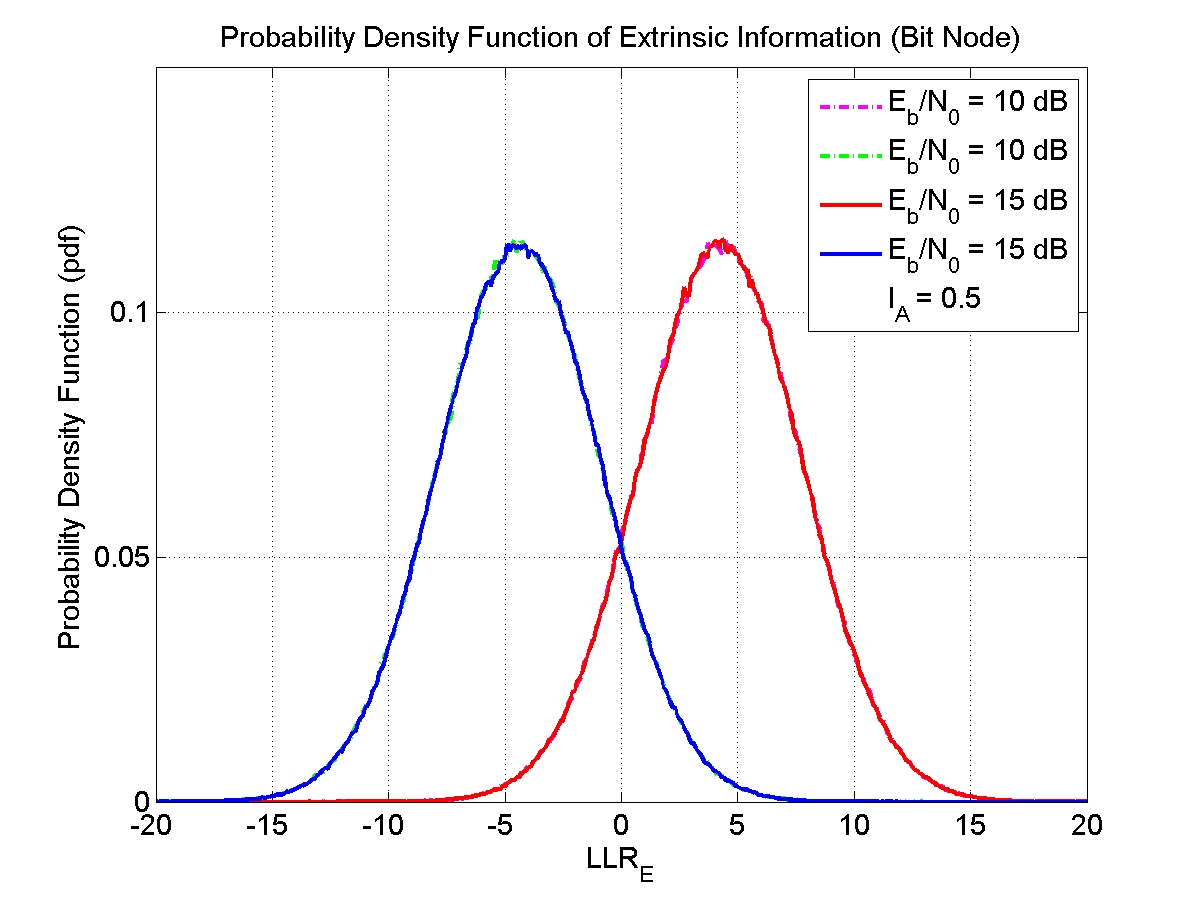 Probability Density Function of Extrinsic Information (Bit Node)
E_b/N_0 = 10 dB
E_b/N_0 = 10 dB
E_b/N_0 = 15 dB
E_b/N_0 = 15 dB
I_A = 0.5
Probability Density Function (pdf)
0.1
0.05
0
-20 -15 -10 -5 0 5 10 15 20
LLR_E